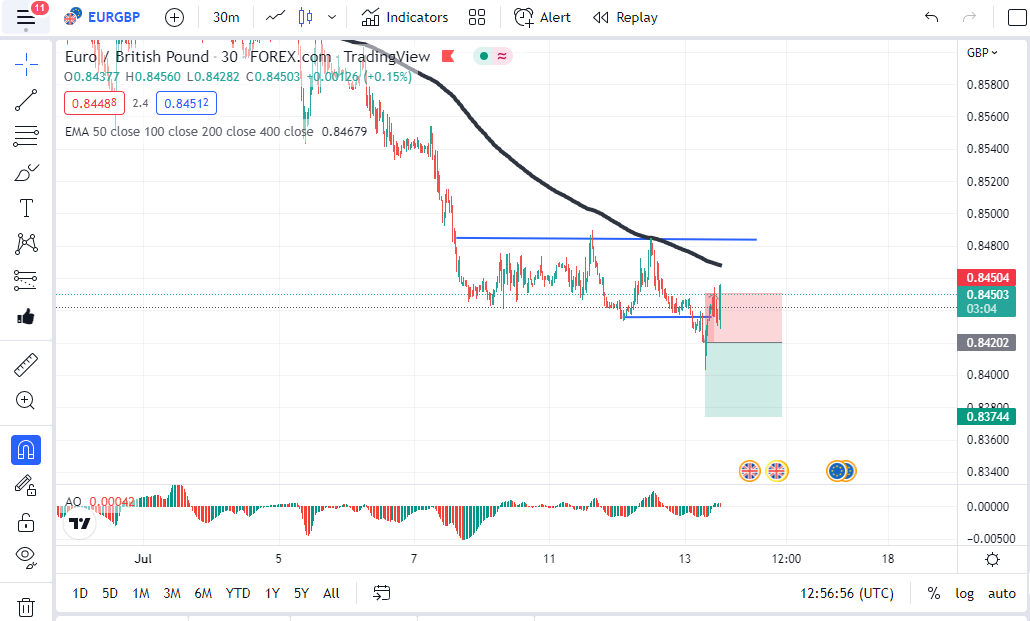 11
EURGBP
30m
Indicators
Alert
Replay
Euro / British Pound · 30 · FOREX.com · TradingView
O0.84377 H0.84560 L0.84282 C0.84503 +0.00126 (+0.15%)
0.84488 2.4 0.84512
EMA 50 close 100 close 200 close 400 close 0.84679
GBP
0.85800
0.85600
0.85400
0.85200
0.85000
0.84800
0.84504
0.84503
03:04
0.84202
0.84000
0.83800
0.83744
0.83600
0.83400
AO 0.00042
0.00000
−0.00500
Jul 5 7 11 13 12:00 18
1D 5D 1M 3M 6M YTD 1Y 5Y All
12:56:56 (UTC) % log auto